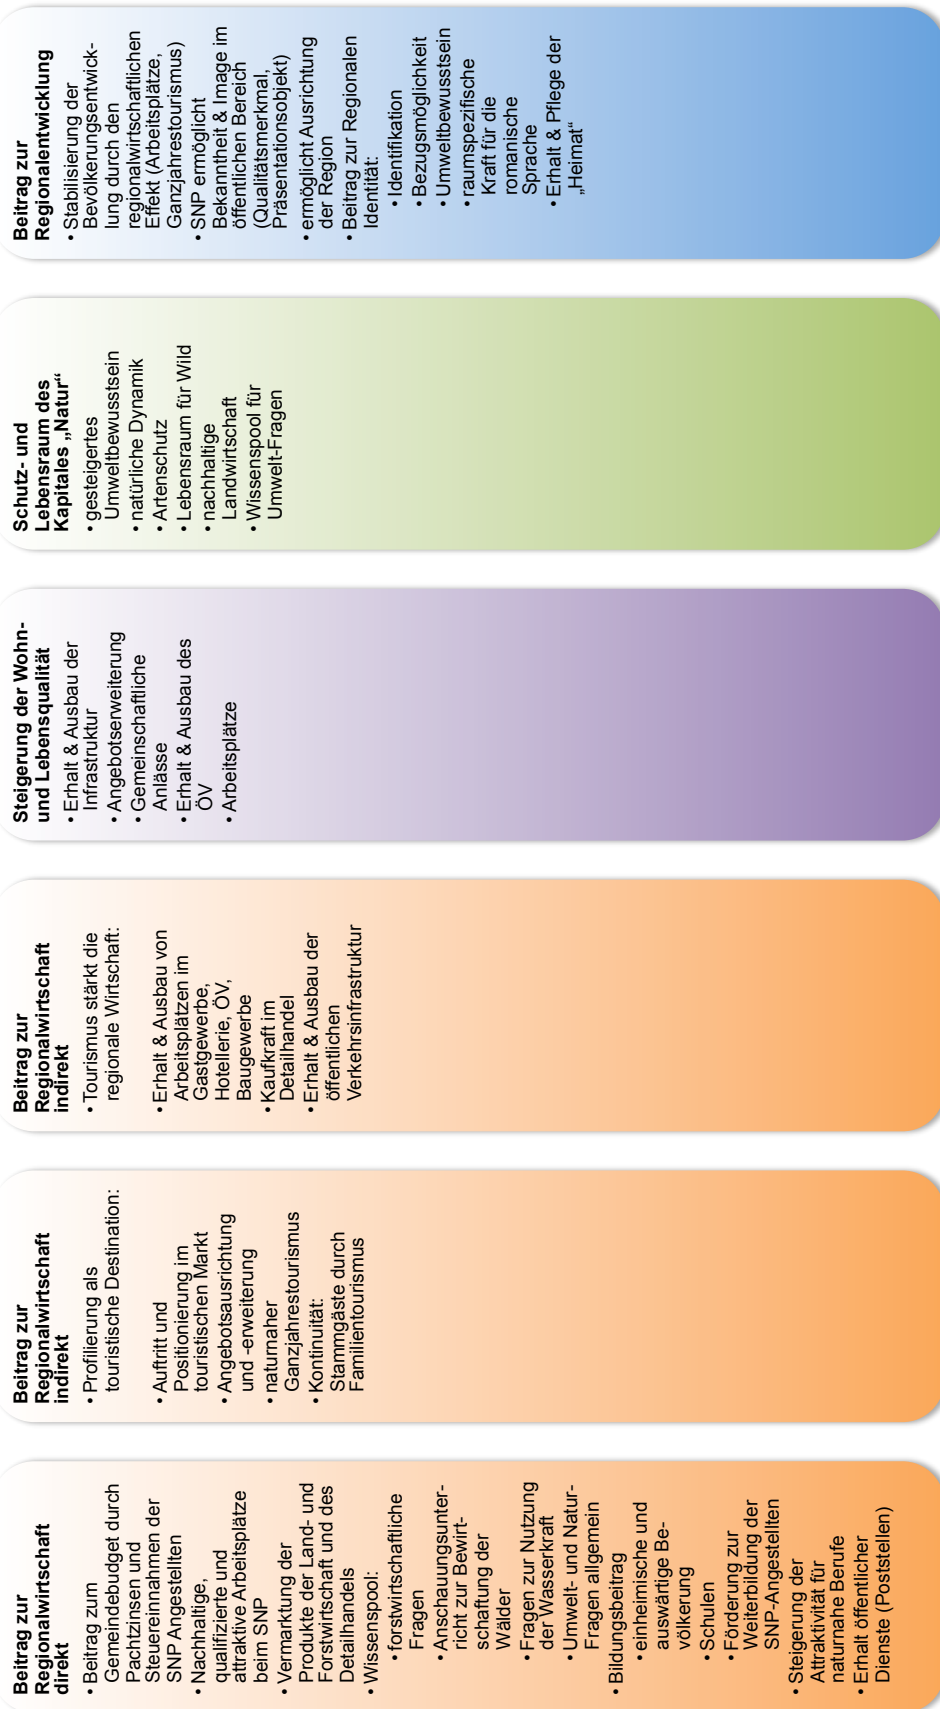 Beitrag zur
Regionalwirtschaft
direkt
• Beitrag zum
Gemeindebudget durch
Pachtzinsen und
Steuereinnahmen der
SNP Angestellten
• Nachhaltige,
qualifizierte und
attraktive Arbeitsplätze
beim SNP
• Vermarktung der
Produkte der Land- und
Forstwirtschaft und des
Detailhandels
• Wissenspool:
• forstwirtschaftliche
Fragen
• Anschauungsunter-
richt zur Bewirt-
schaftung der
Wälder
• Fragen zur Nutzung
der Wasserkraft
• Umwelt- und Natur-
Fragen allgemein
• Bildungsbeitrag
• einheimische und
auswärtige Be-
völkerung
• Schulen
• Förderung zur
Weiterbildung der
SNP-Angestellten
• Steigerung der
Attraktivität für
naturnahe Berufe
• Erhalt öffentlicher
Dienste (Poststellen)
Beitrag zur
Regionalwirtschaft
indirekt
• Profilierung als
touristische Destination:
• Auftritt und
Positionierung im
touristischen Markt
• Angebotsausrichtung
und -erweiterung
• naturnaher
Ganzjahrestourismus
• Kontinuität:
Stammgäste durch
Familientourismus
Beitrag zur
Regionalwirtschaft
indirekt
• Tourismus stärkt die
regionale Wirtschaft:
• Erhalt & Ausbau von
Arbeitsplätzen im
Gastgewerbe,
Hotellerie, ÖV,
Baugewerbe
• Kaufkraft im
Detailhandel
• Erhalt & Ausbau der
öffentlichen
Verkehrsinfrastruktur
Steigerung der Wohn-
und Lebensqualität
• Erhalt & Ausbau der
Infrastruktur
• Angebotserweiterung
• Gemeinschaftliche
Anlässe
• Erhalt & Ausbau des
ÖV
• Arbeitsplätze
Schutz- und
Lebensraum des
Kapitales „Natur“
• gesteigertes
Umweltbewusstsein
• natürliche Dynamik
• Artenschutz
• Lebensraum für Wild
• nachhaltige
Landwirtschaft
• Wissenspool für
Umwelt-Fragen
Beitrag zur
Regionalentwicklung
• Stabilisierung der
Bevölkerungsentwick-
lung durch den
regionalwirtschaftlichen
Effekt (Arbeitsplätze,
Ganzjahrestourismus)
• SNP ermöglicht
Bekanntheit & Image im
öffentlichen Bereich
(Qualitätsmerkmal,
Präsentationsobjekt)
• ermöglicht Ausrichtung
der Region
• Beitrag zur Regionalen
Identität:
• Identifikation
• Bezugsmöglichkeit
• Umweltbewusstsein
• raumspezifische
Kraft für die
romanische
Sprache
• Erhalt & Pflege der
„Heimat“